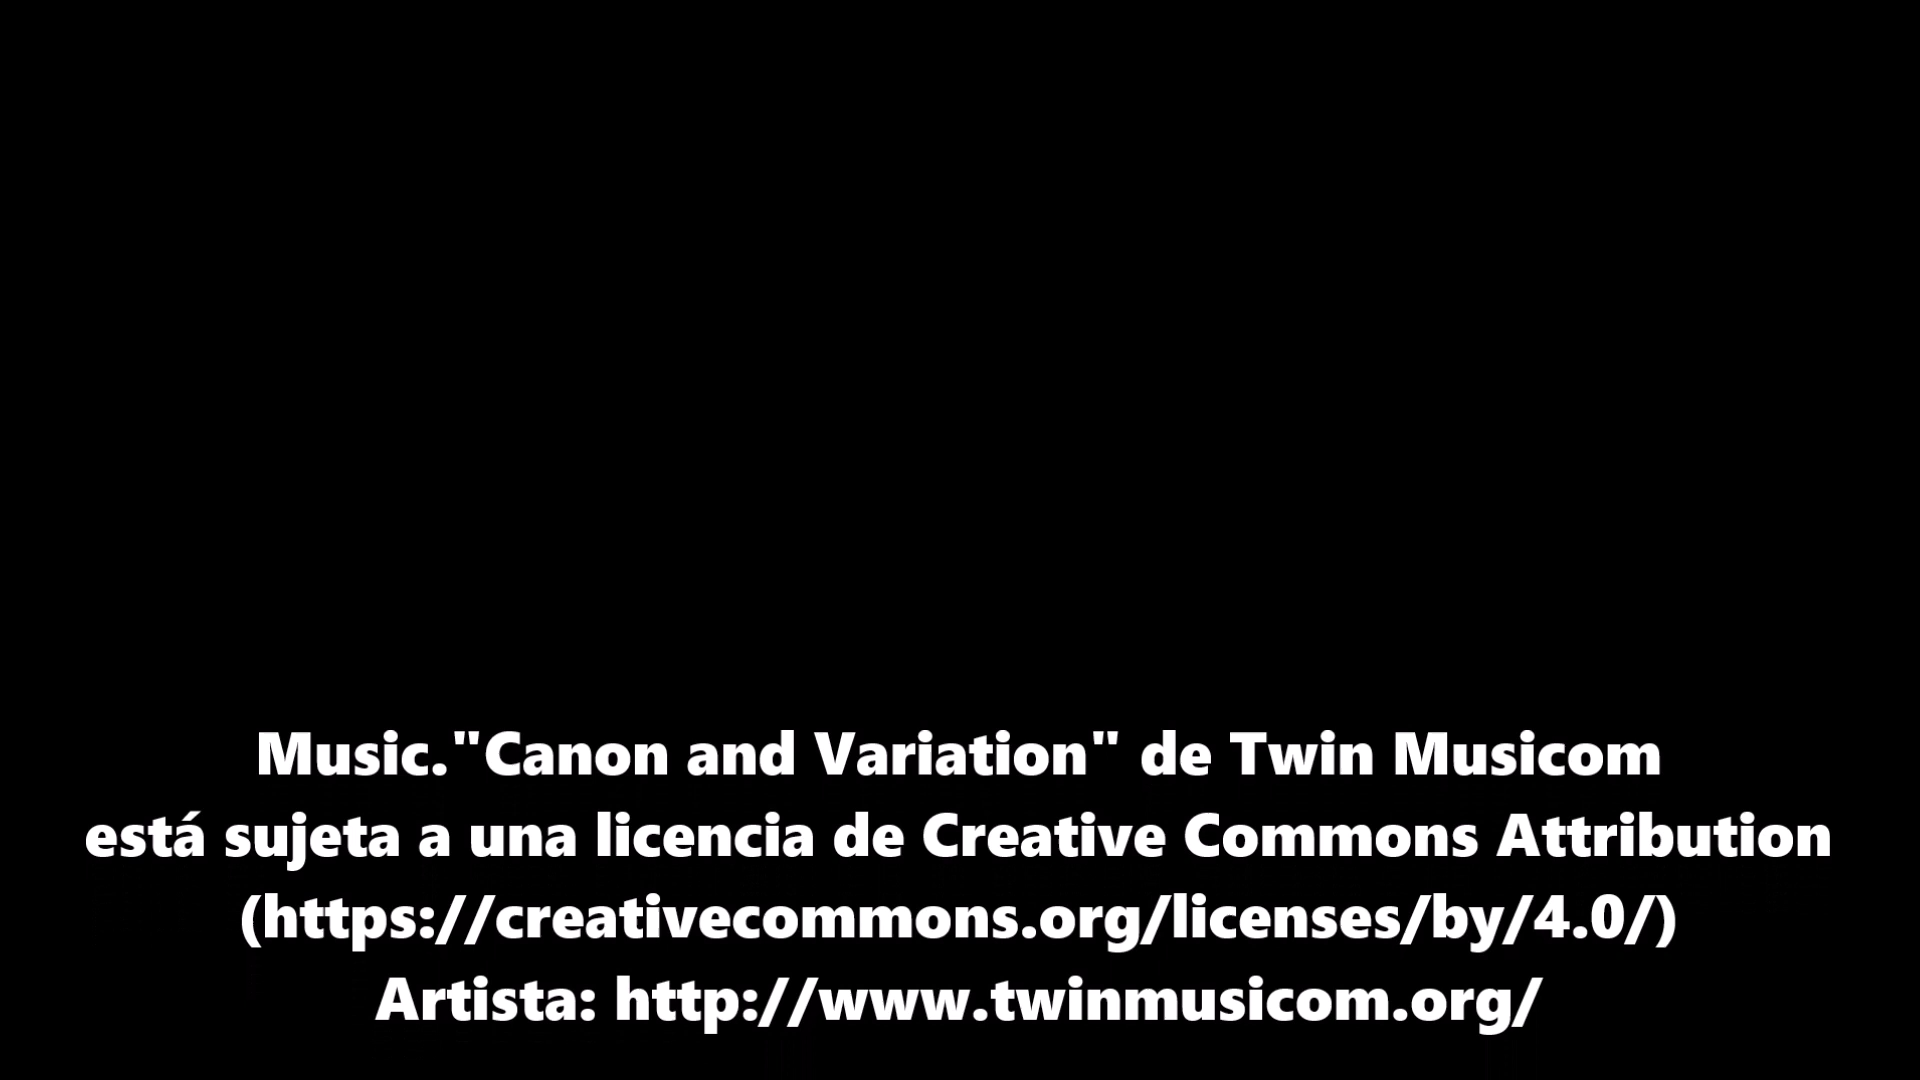 Music."Canon and Variation" de Twin Musicom
está sujeta a una licencia de Creative Commons Attribution
(https://creativecommons.org/licenses/by/4.0/)
Artista: http://www.twinmusicom.org/